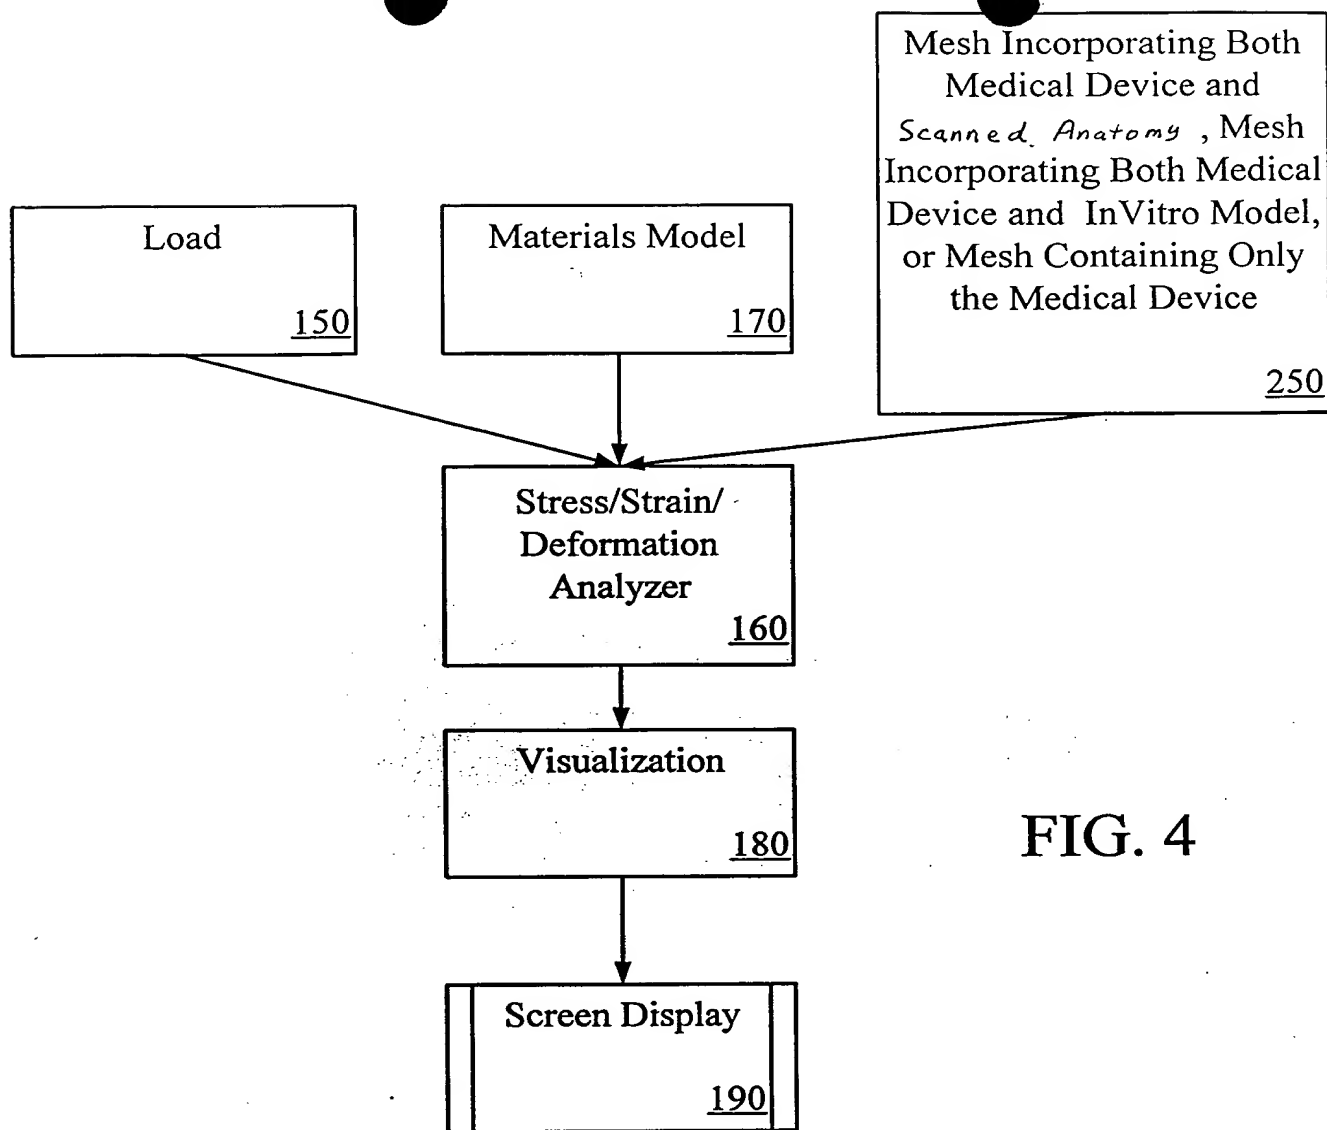 Mesh Incorporating Both
Medical Device and
Scanned Anatomy , Mesh
Incorporating Both Medical
Device and InVitro Model,
or Mesh Containing Only
the Medical Device
250
Load
150
Materials Model
170
Stress/Strain/
Deformation
Analyzer
160
Visualization
180
FIG. 4
Screen Display
190